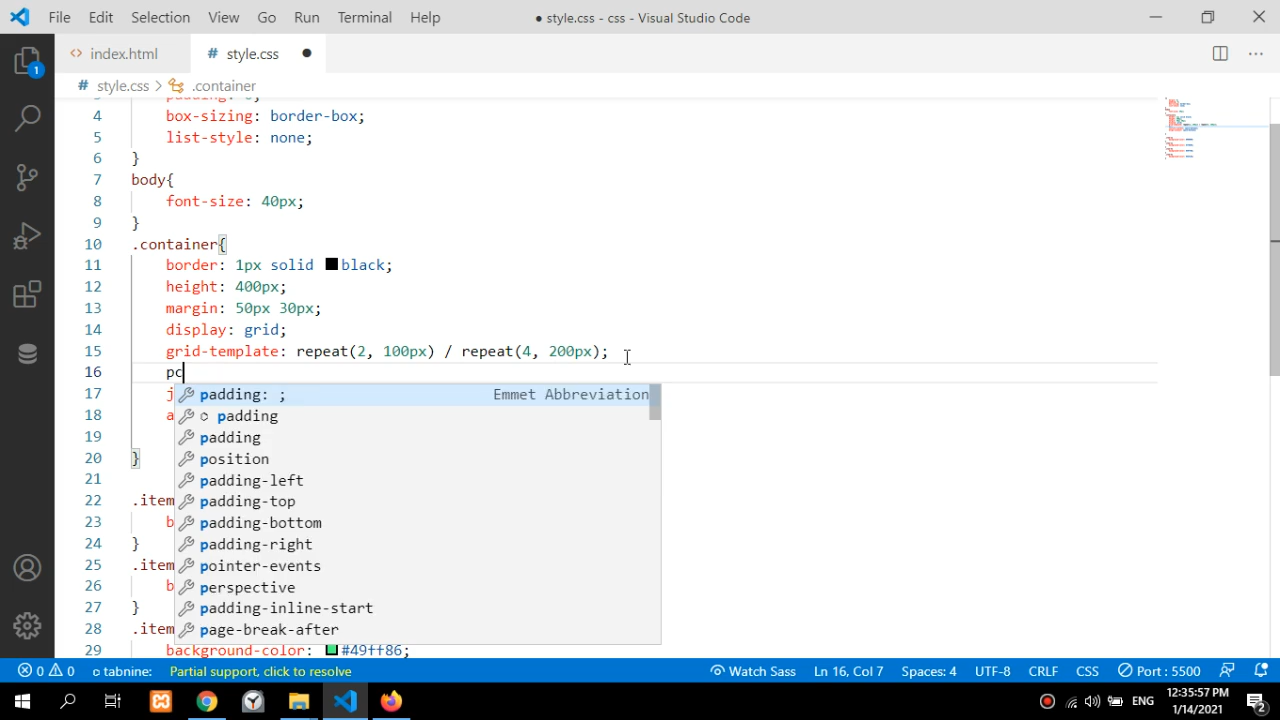 File Edit Selection View Go Run Terminal Help
● style.css - css - Visual Studio Code
<> index.html
# style.css ●
# style.css > .container
4 box-sizing: border-box;
5 list-style: none;
6 }
7 body{
8 font-size: 40px;
9 }
10 .container{
11 border: 1px solid black;
12 height: 400px;
13 margin: 50px 30px;
14 display: grid;
15 grid-template: repeat(2, 100px) / repeat(4, 200px);
16 pc
17 j
18 a
19
20 }
21
22 .item
23 b
24 }
25 .item
26 b
27 }
28 .item
29 background-color: #49ff86;
padding: ; Emmet Abbreviation
padding
padding
position
padding-left
padding-top
padding-bottom
padding-right
pointer-events
perspective
padding-inline-start
page-break-after
1
0 0 tabnine: Partial support, click to resolve
Watch Sass Ln 16, Col 7 Spaces: 4 UTF-8 CRLF CSS Port : 5500
ENG
12:35:57 PM
1/14/2021
2